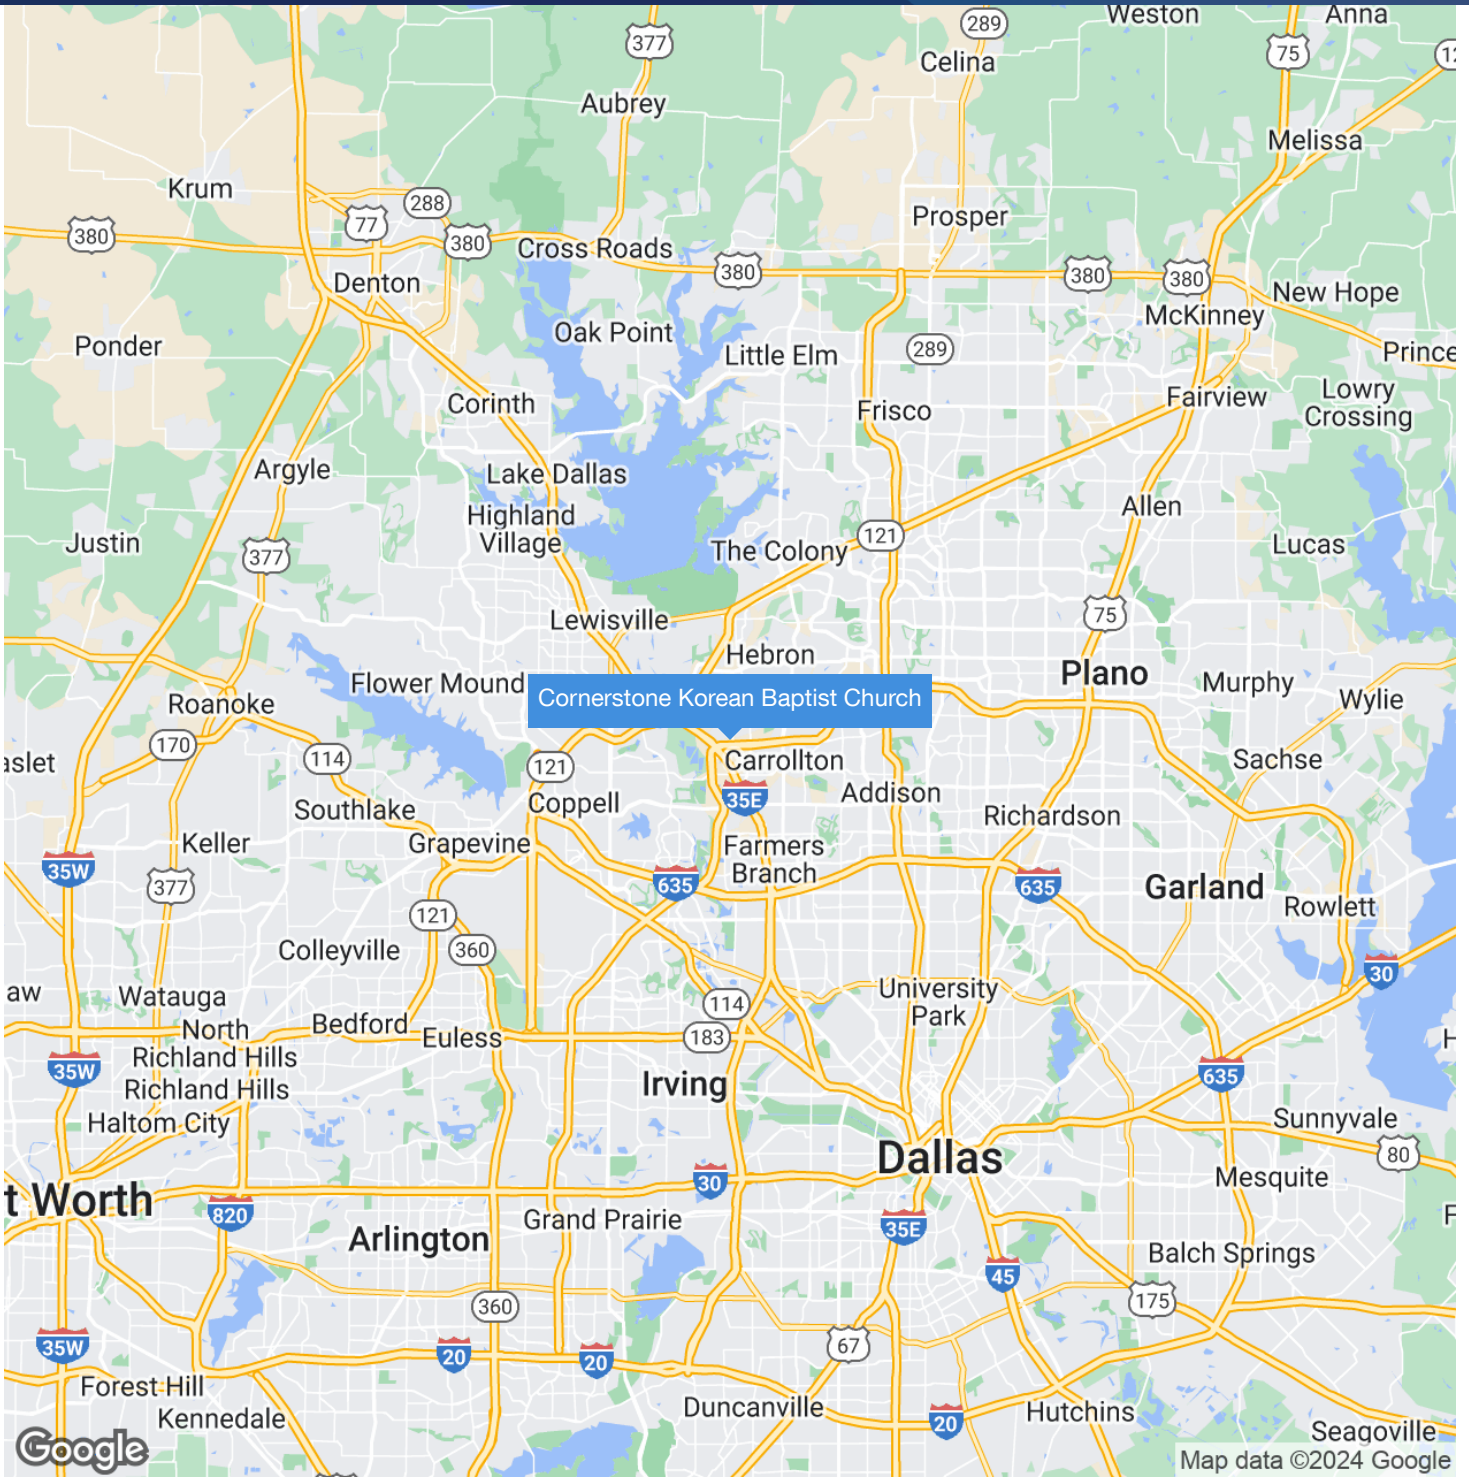 Weston
Anna
289
377
75
Celina
Aubrey
Melissa
Krum
288
77
Prosper
380
380
Cross Roads
380
380
380
Denton
New Hope
McKinney
Oak Point
Ponder
Little Elm
289
Prince
Fairview
Lowry
Crossing
Corinth
Frisco
Argyle
Lake Dallas
Highland
Village
Allen
Justin
377
The Colony
121
Lucas
Lewisville
75
Hebron
Plano
Flower Mound
Cornerstone Korean Baptist Church
Murphy
Wylie
Roanoke
170
114
aslet
121
Carrollton
Sachse
35E
Addison
Southlake
Coppell
Richardson
Keller
Grapevine
Farmers
Branch
35W
377
635
635
Garland
Rowlett
121
Colleyville
360
30
aw
Watauga
University
Park
114
North
Richland Hills
Bedford
Euless
183
35W
Richland Hills
Irving
635
Haltom City
Sunnyvale
Dallas
80
30
Mesquite
t Worth
820
Grand Prairie
35E
Arlington
Balch Springs
45
360
175
35W
67
20
20
Forest Hill
Kennedale
Duncanville
20
Hutchins
Seagoville
Google
Map data ©2024 Google